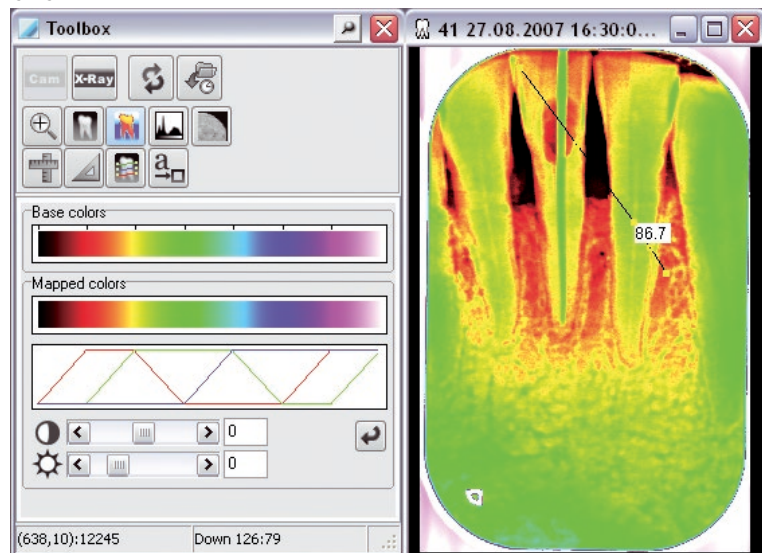 Toolbox
41 27.08.2007 16:30:0...
Cam X-Ray
a
Base colors
Mapped colors
86.7
0
0
(638,10):12245 Down 126:79